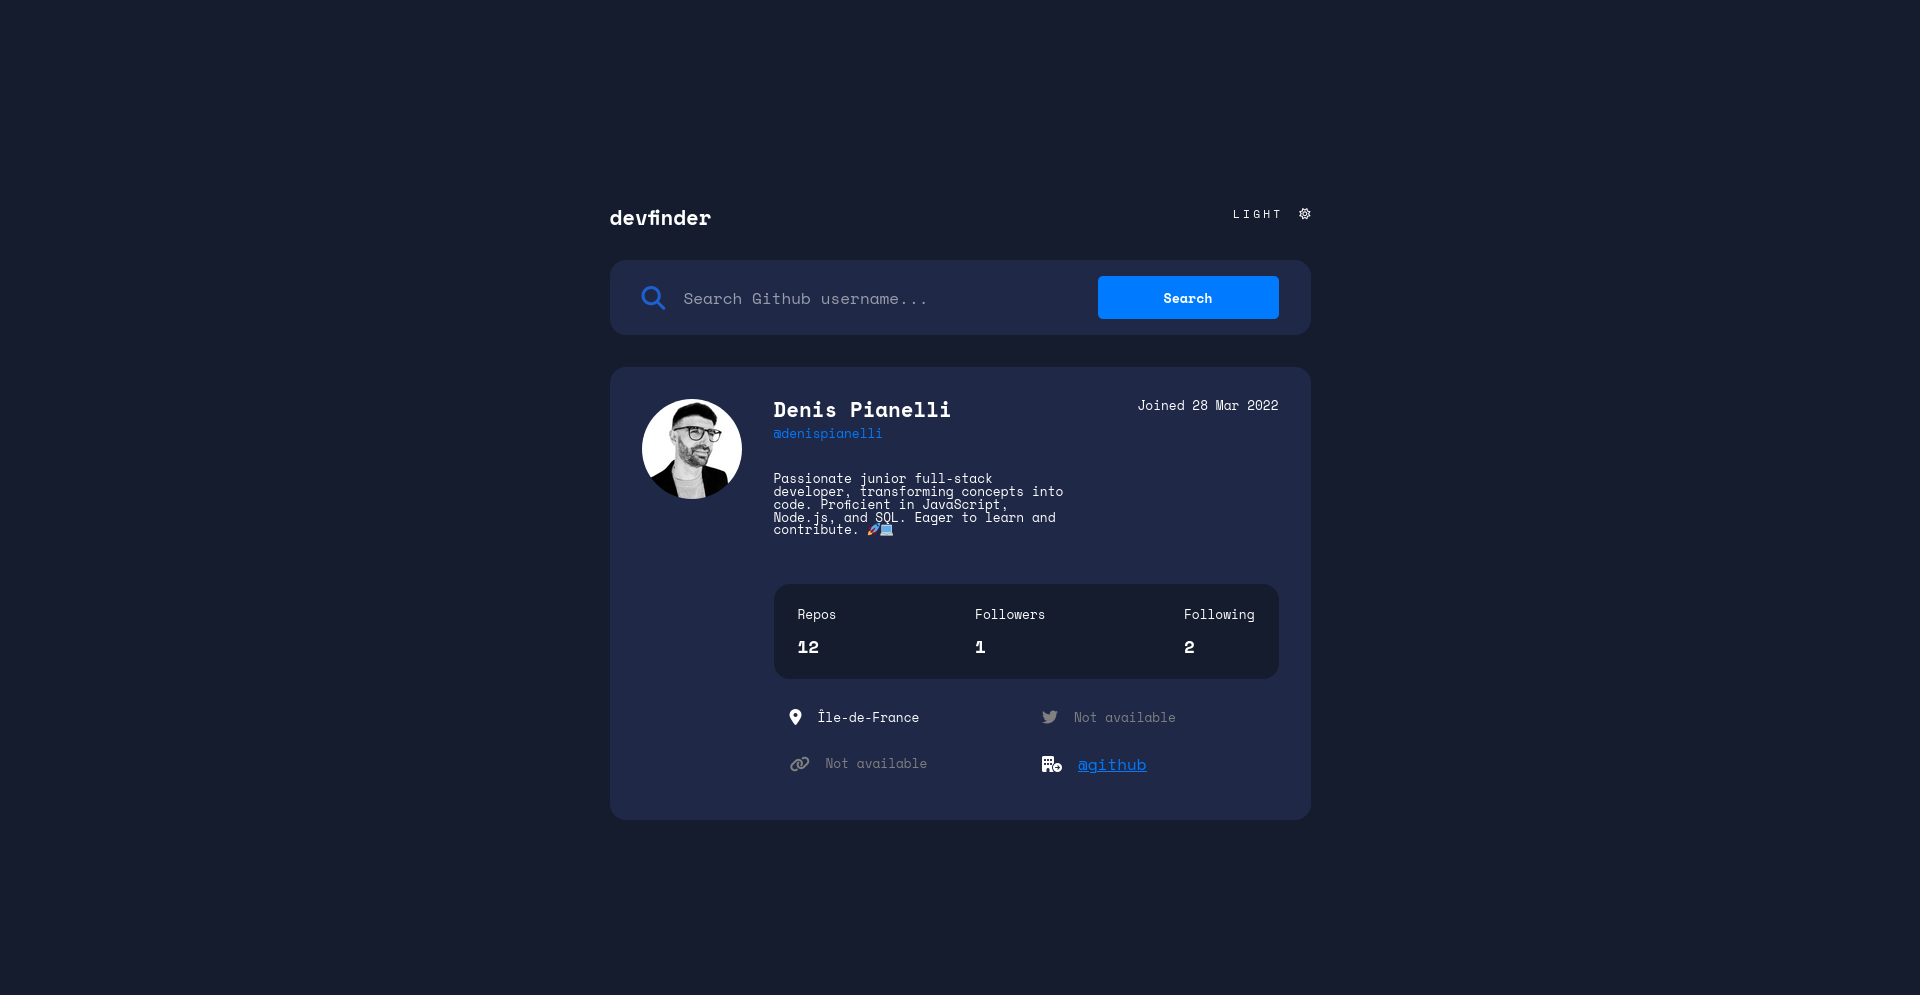 devfinder
LIGHT
Search Github username...
Search
Denis Pianelli
Joined 28 Mar 2022
@denispianelli
Passionate junior full-stack
developer, transforming concepts into
code. Proficient in JavaScript,
Node.js, and SQL. Eager to learn and
contribute. 🚀💻
Repos
Followers
Following
12
1
2
Île-de-France
Not available
Not available
@github